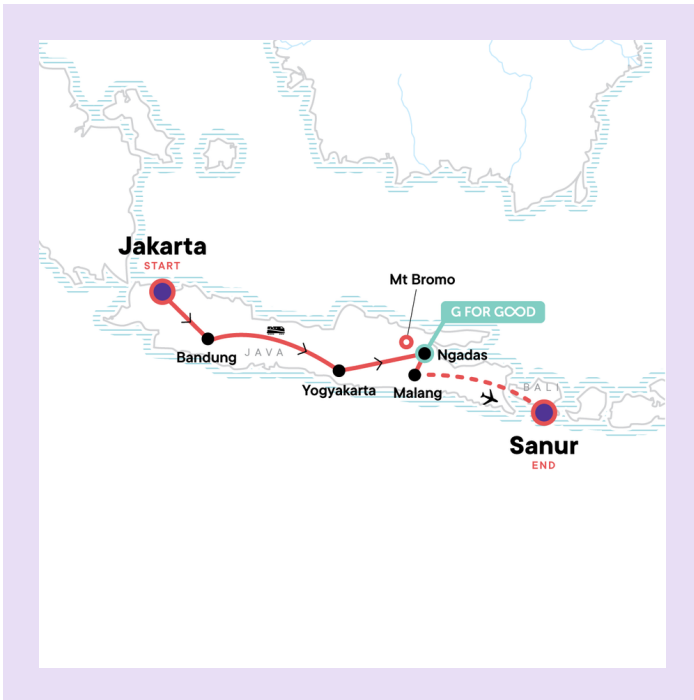 Jakarta
START
Mt Bromo
G FOR GOOD
Bandung
JAVA
Ngadas
Yogyakarta
Malang
BALI
Sanur
END